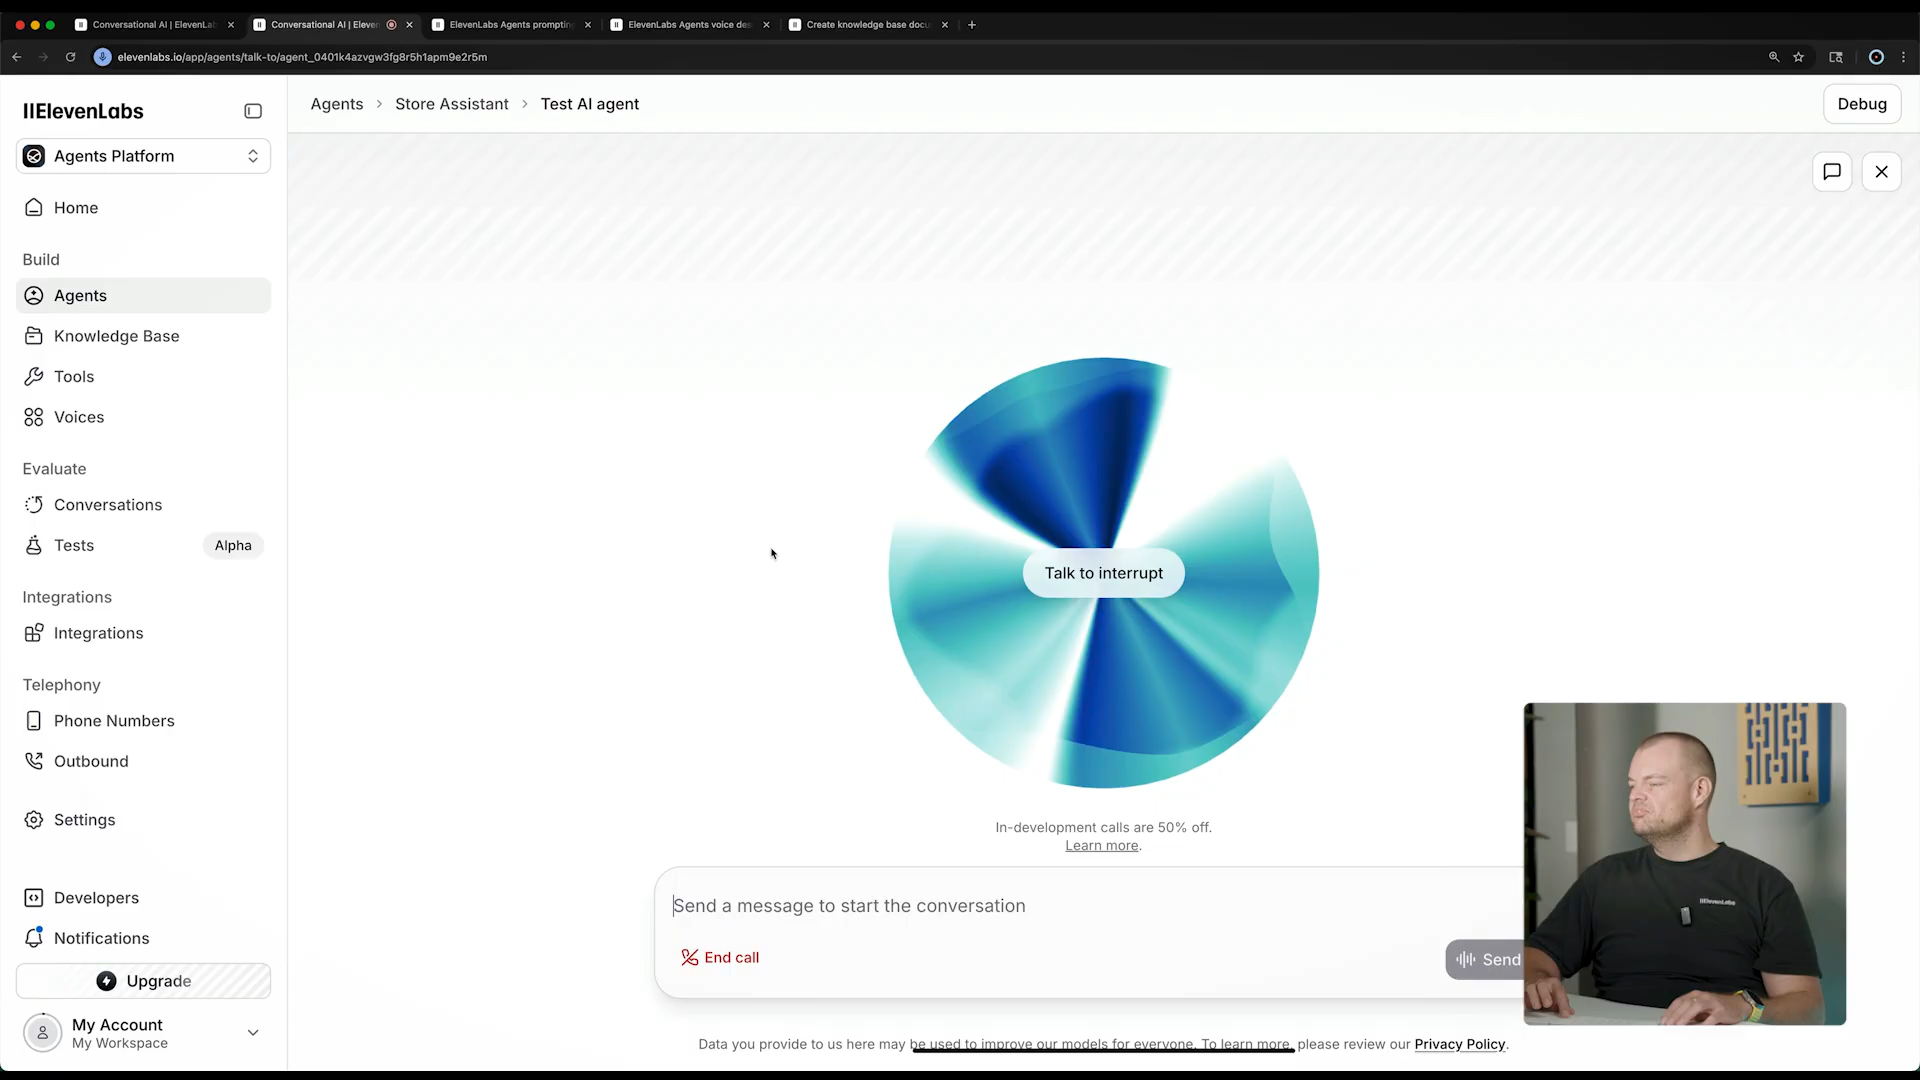 Conversational AI | ElevenLab
Conversational AI | Eleven
ElevenLabs Agents prompting
ElevenLabs Agents voice des
Create knowledge base docu
elevenlabs.io/app/agents/talk-to/agent_0401k4azvgw3fg8r5h1apm9e2r5m
IIElevenLabs
Agents > Store Assistant > Test AI agent
Debug
Agents Platform
Home
Build
Agents
Knowledge Base
Tools
Voices
Evaluate
Conversations
Tests
Alpha
Integrations
Integrations
Telephony
Phone Numbers
Outbound
Settings
Developers
Notifications
Upgrade
My Account
My Workspace
Talk to interrupt
In-development calls are 50% off.
Learn more.
Send a message to start the conversation
End call
Send
Data you provide to us here may be used to improve our models for everyone. To learn more, please review our Privacy Policy.
IIElevenLabs